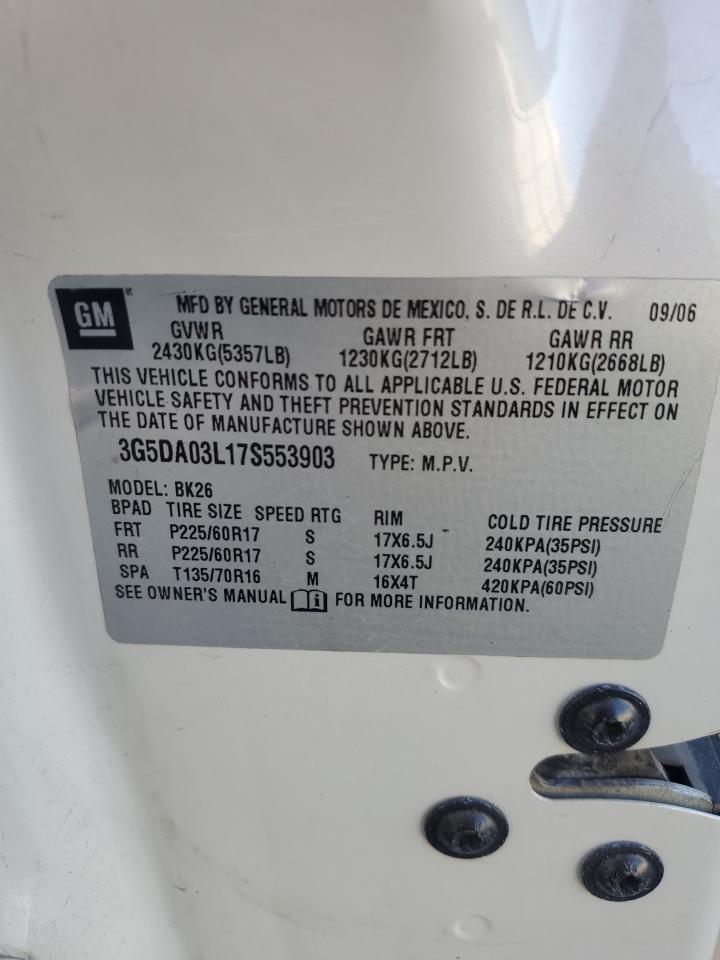 GM® MFD BY GENERAL MOTORS DE MEXICO, S. DE R.L. DE C.V. 09/06
GVWR GAWR FRT GAWR RR
2430KG(5357LB) 1230KG(2712LB) 1210KG(2668LB)
THIS VEHICLE CONFORMS TO ALL APPLICABLE U.S. FEDERAL MOTOR
VEHICLE SAFETY AND THEFT PREVENTION STANDARDS IN EFFECT ON
THE DATE OF MANUFACTURE SHOWN ABOVE.
3G5DA03L17S553903 TYPE: M.P.V.
MODEL: BK26
BPAD TIRE SIZE SPEED RTG RIM COLD TIRE PRESSURE
FRT P225/60R17 S 17X6.5J 240KPA(35PSI)
RR P225/60R17 S 17X6.5J 240KPA(35PSI)
SPA T135/70R16 M 16X4T 420KPA(60PSI)
SEE OWNER'S MANUAL i FOR MORE INFORMATION.